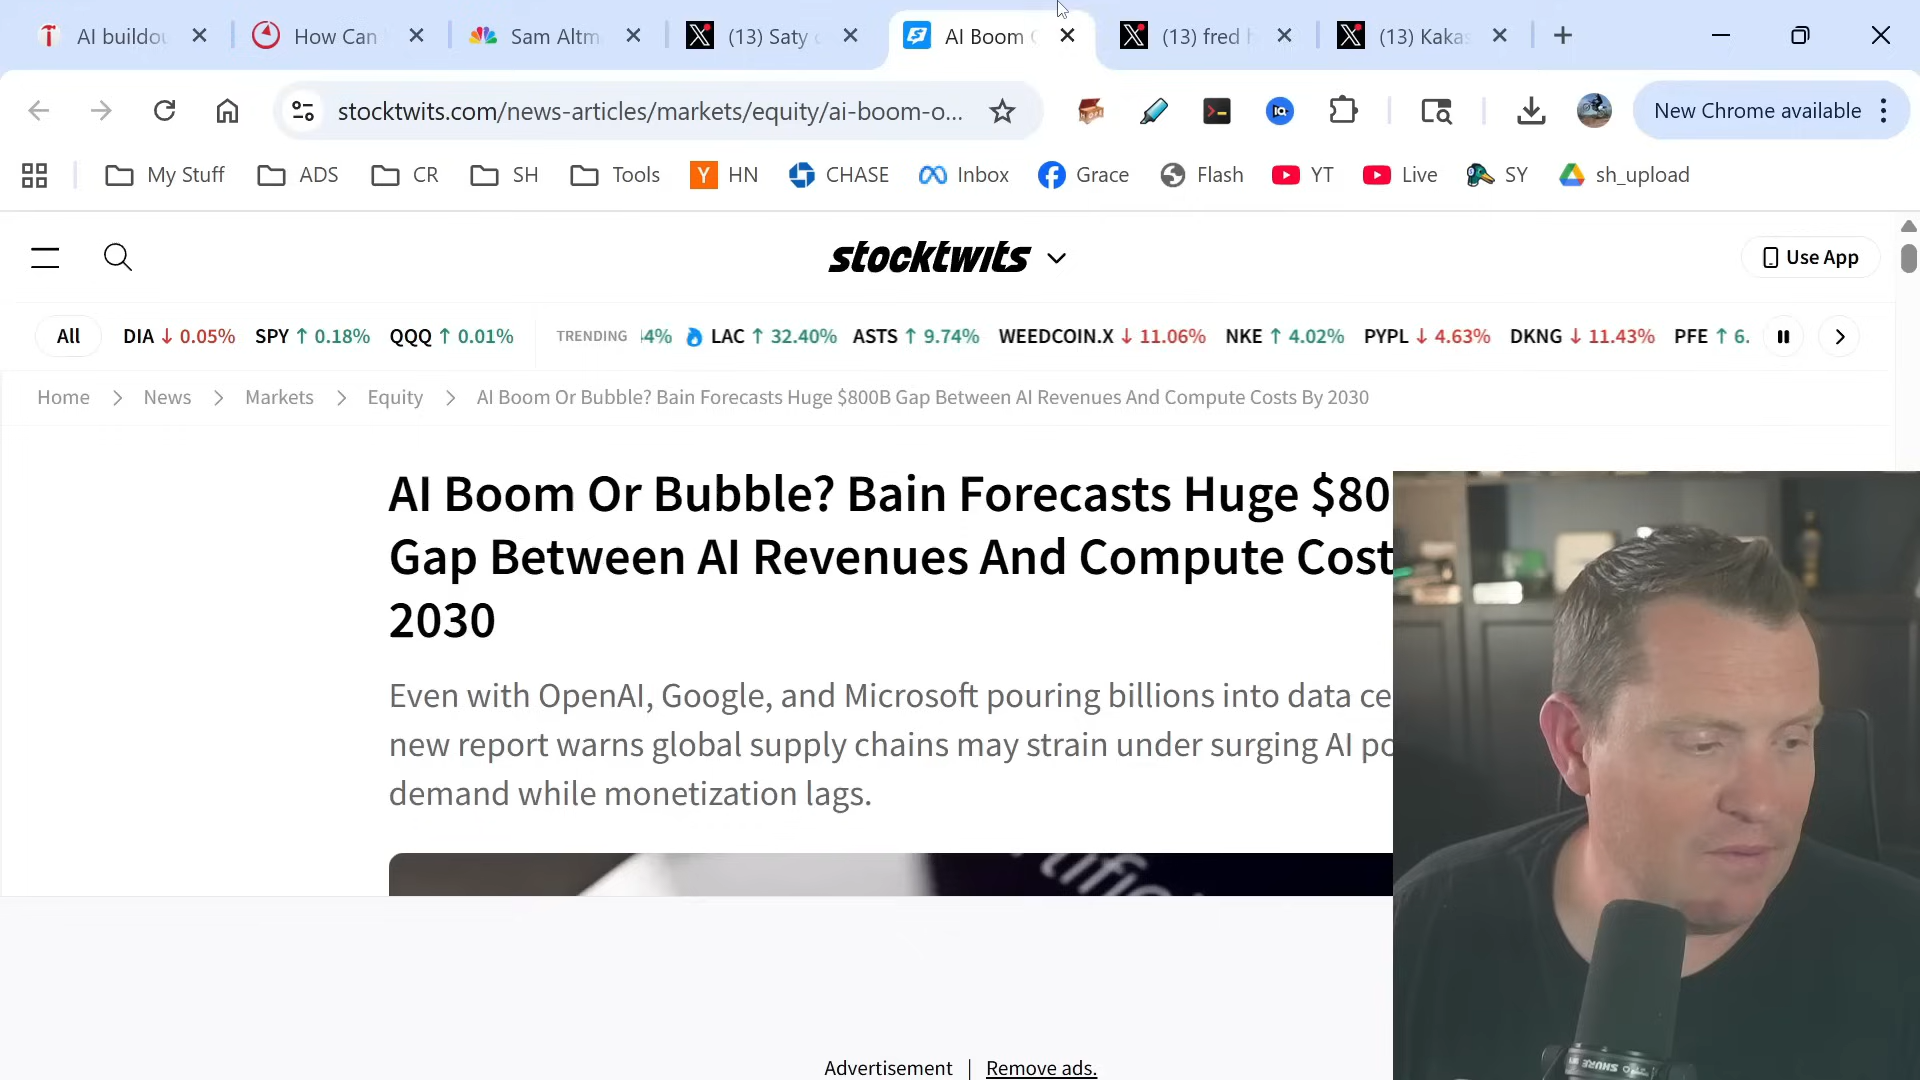 AI buildou
How Can
Sam Altm
(13) Saty
AI Boom
(13) fred h
(13) Kakas
stocktwits.com/news-articles/markets/equity/ai-boom-o...
New Chrome available
My Stuff
ADS
CR
SH
Tools
HN
CHASE
Inbox
Grace
Flash
YT
Live
SY
sh_upload
stocktwits
Use App
All
DIA ↓ 0.05%
SPY ↑ 0.18%
QQQ ↑ 0.01%
TRENDING
4%
LAC ↑ 32.40%
ASTS ↑ 9.74%
WEEDCOIN.X ↓ 11.06%
NKE ↑ 4.02%
PYPL ↓ 4.63%
DKNG ↓ 11.43%
PFE ↑ 6.
Home > News > Markets > Equity > AI Boom Or Bubble? Bain Forecasts Huge $800B Gap Between AI Revenues And Compute Costs By 2030
AI Boom Or Bubble? Bain Forecasts Huge $80
Gap Between AI Revenues And Compute Cost
2030
Even with OpenAI, Google, and Microsoft pouring billions into data ce
new report warns global supply chains may strain under surging AI po
demand while monetization lags.
tific
SHURE
Advertisement | Remove ads.